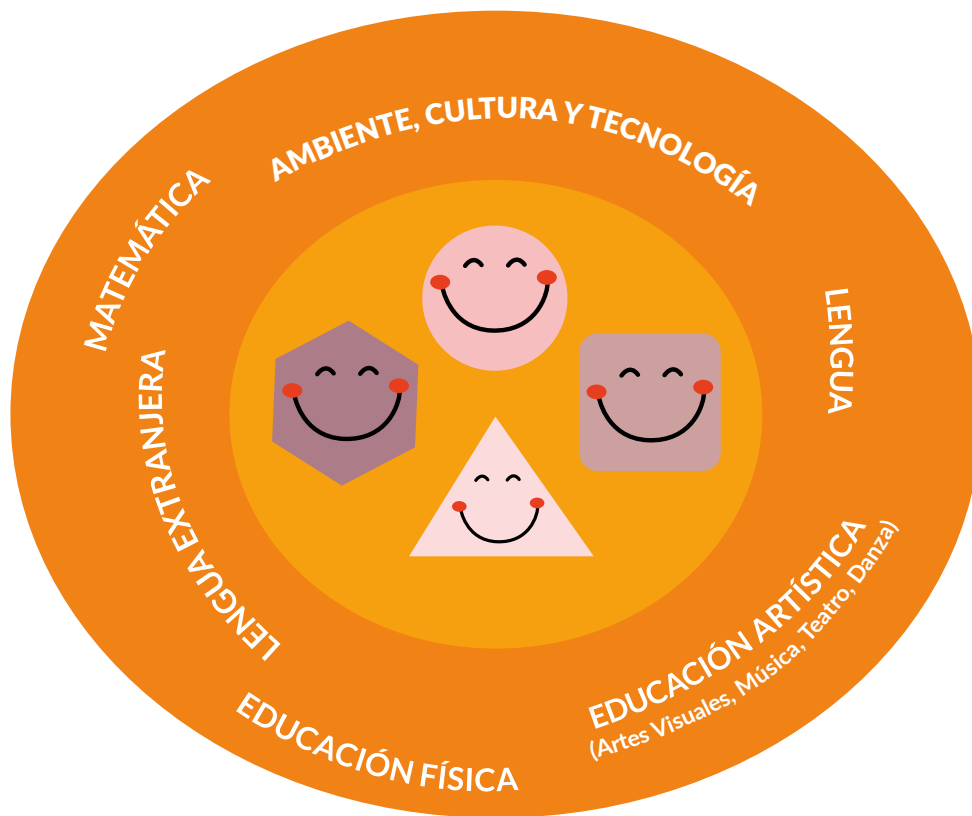 AMBIENTE, CULTURA Y TECNOLOGÍA
MATEMÁTICA
LENGUA
LENGUA EXTRANJERA
EDUCACIÓN ARTÍSTICA
(Artes Visuales, Música, Teatro, Danza)
EDUCACIÓN FÍSICA